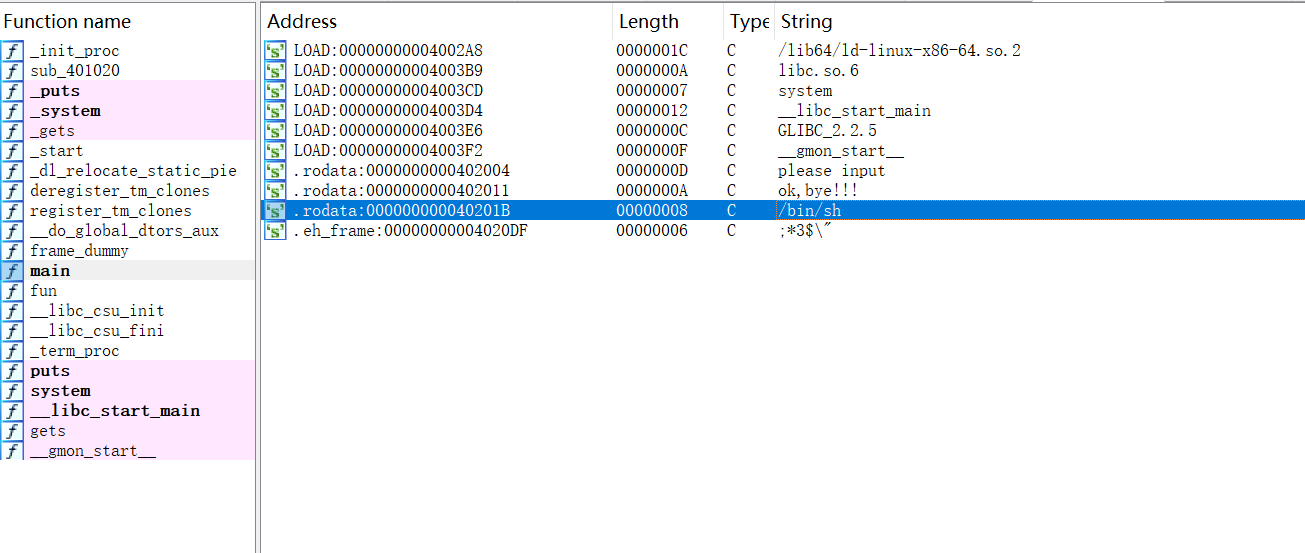 Function name
_init_proc
sub_401020
_puts
_system
_gets
_start
_dl_relocate_static_pie
deregister_tm_clones
register_tm_clones
__do_global_dtors_aux
frame_dummy
main
fun
__libc_csu_init
__libc_csu_fini
_term_proc
puts
system
__libc_start_main
gets
__gmon_start__
Address Length Type String
LOAD:00000000004002A8 0000001C C /lib64/ld-linux-x86-64.so.2
LOAD:00000000004003B9 0000000A C libc.so.6
LOAD:00000000004003CD 00000007 C system
LOAD:00000000004003D4 00000012 C __libc_start_main
LOAD:00000000004003E6 0000000C C GLIBC_2.2.5
LOAD:00000000004003F2 0000000F C __gmon_start__
.rodata:0000000000402004 0000000D C please input
.rodata:0000000000402011 0000000A C ok,bye!!!
.rodata:000000000040201B 00000008 C /bin/sh
.eh_frame:00000000004020DF 00000006 C ;*3$\"